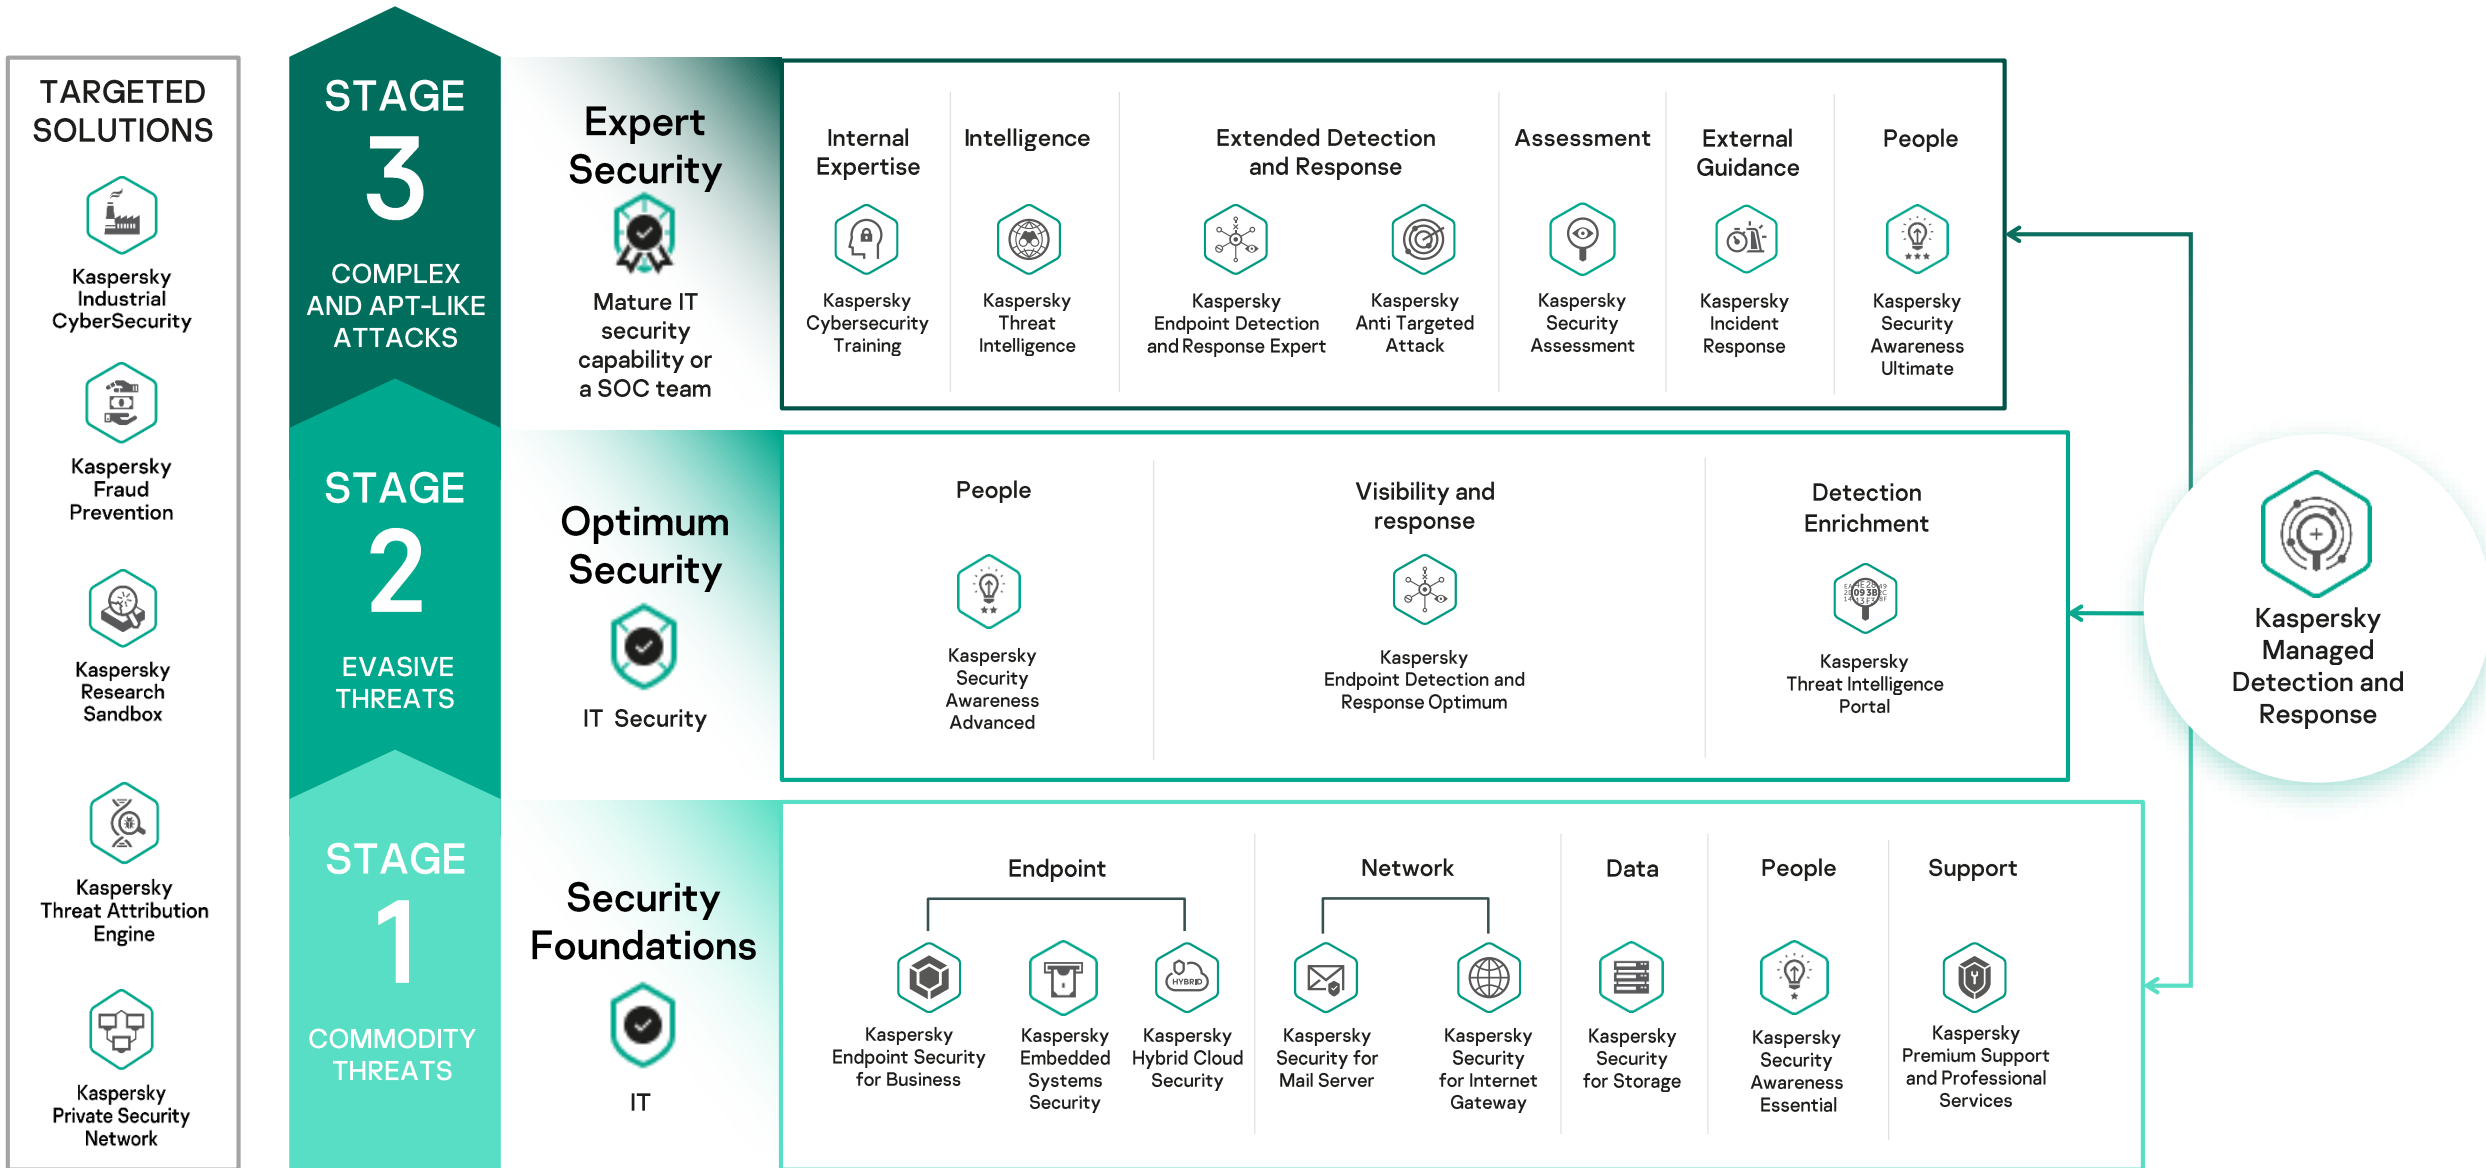 TARGETED
SOLUTIONS
Kaspersky
Industrial
CyberSecurity
Kaspersky
Fraud
Prevention
Kaspersky
Research
Sandbox
Kaspersky
Threat Attribution
Engine
Kaspersky
Private Security
Network
STAGE
3
COMPLEX
AND APT-LIKE
ATTACKS
Expert
Security
Mature IT
security
capability or
a SOC team
Internal
Expertise
Kaspersky
Cybersecurity
Training
Intelligence
Kaspersky
Threat
Intelligence
Extended Detection
and Response
Kaspersky
Endpoint Detection
and Response Expert
Kaspersky
Anti Targeted
Attack
Assessment
Kaspersky
Security
Assessment
External
Guidance
Kaspersky
Incident
Response
People
Kaspersky
Security
Awareness
Ultimate
STAGE
2
EVASIVE
THREATS
Optimum
Security
IT Security
People
Kaspersky
Security
Awareness
Advanced
Visibility and
response
Kaspersky
Endpoint Detection and
Response Optimum
Detection
Enrichment
093B
Kaspersky
Threat Intelligence
Portal
STAGE
1
COMMODITY
THREATS
Security
Foundations
IT
Endpoint
Kaspersky
Endpoint Security
for Business
Kaspersky
Embedded
Systems
Security
HYBRID
Kaspersky
Hybrid Cloud
Security
Network
Kaspersky
Security for
Mail Server
Kaspersky
Security
for Internet
Gateway
Data
Kaspersky
Security
for Storage
People
Kaspersky
Security
Awareness
Essential
Support
Kaspersky
Premium Support
and Professional
Services
Kaspersky
Managed
Detection and
Response